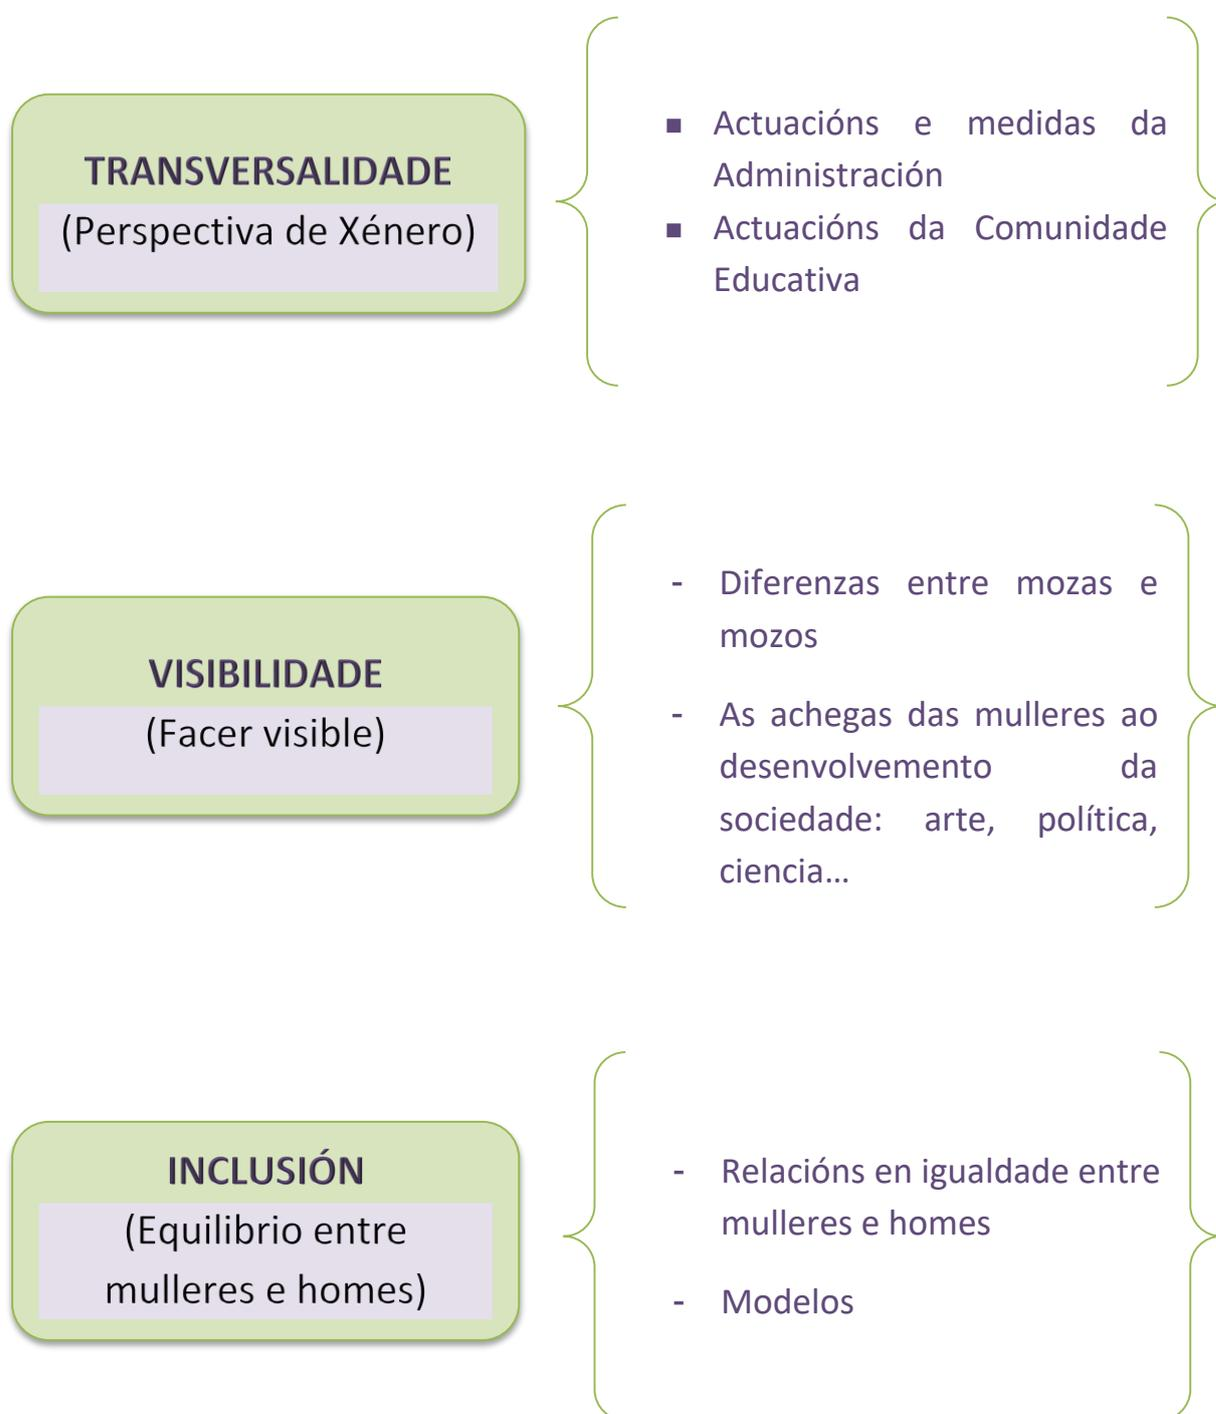 TRANSVERSALIDADE
(Perspectiva de Xénero)
▪ Actuacións e medidas da
Administración
▪ Actuacións da Comunidade
Educativa
VISIBILIDADE
(Facer visible)
- Diferenzas entre mozas e
mozos
- As achegas das mulleres ao
desenvolvemento da
sociedade: arte, política,
ciencia…
INCLUSIÓN
(Equilibrio entre
mulleres e homes)
- Relacións en igualdade entre
mulleres e homes
- Modelos